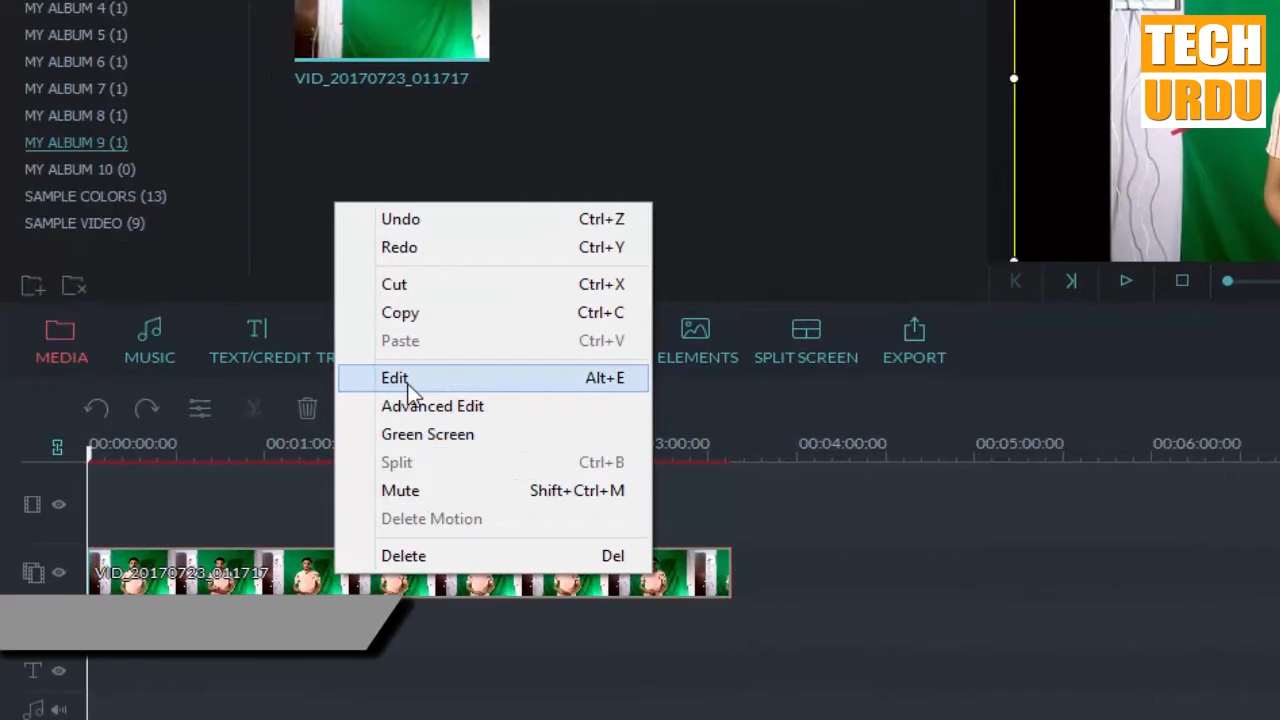 MY ALBUM 4 (1)
MY ALBUM 5 (1)
MY ALBUM 6 (1)
MY ALBUM 7 (1)
MY ALBUM 8 (1)
MY ALBUM 9 (1)
MY ALBUM 10 (0)
SAMPLE COLORS (13)
SAMPLE VIDEO (9)
VID_20170723_011717
TECH
URDU
Undo Ctrl+Z
Redo Ctrl+Y
Cut Ctrl+X
Copy Ctrl+C
Paste Ctrl+V
Edit Alt+E
Advanced Edit
Green Screen
Split Ctrl+B
Mute Shift+Ctrl+M
Delete Motion
Delete Del
MEDIA MUSIC TEXT/CREDIT TR ELEMENTS SPLIT SCREEN EXPORT
00:00:00:00 00:01:00: 3:00:00 00:04:00:00 00:05:00:00 00:06:00:00
VID_20170723_011717